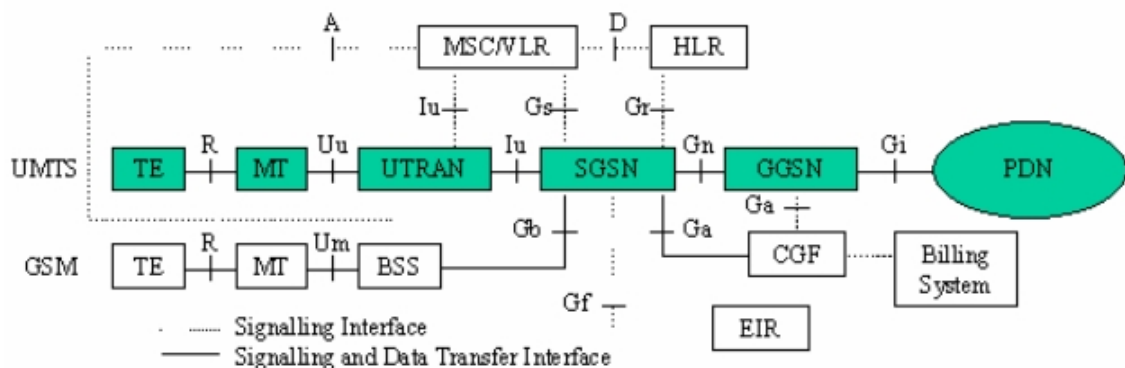 A
D
MSC/VLR
HLR
Iu
Gs
Gr
R
Uu
Iu
Gn
Gi
UMTS
TE
MT
UTRAN
SGSN
GGSN
PDN
Ga
R
Um
Gb
Ga
GSM
TE
MT
BSS
CGF
Billing
System
Gf
EIR
Signalling Interface
Signalling and Data Transfer Interface